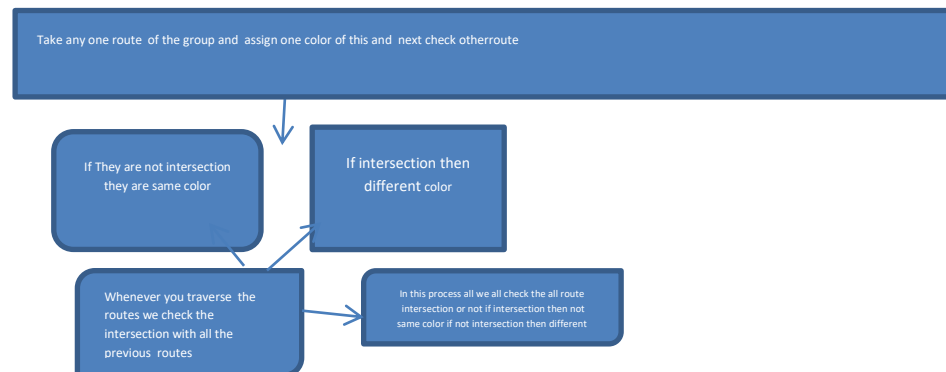 Take any one route of the group and assign one color of this and next check otherroute
If They are not intersection
they are same color
If intersection then
different color
Whenever you traverse the
routes we check the
intersection with all the
previous routes
In this process all we all check the all route
intersection or not if intersection then not
same color if not intersection then different